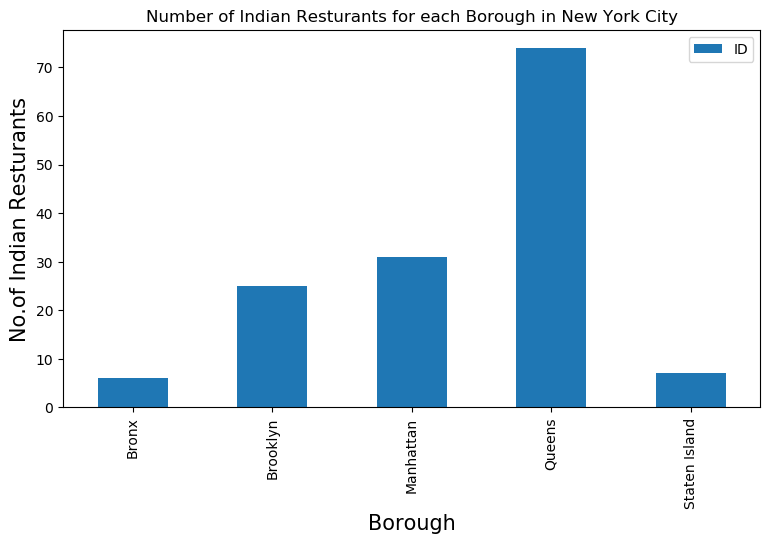 Number of Indian Resturants for each Borough in New York City
ID
No.of Indian Resturants
70
60
50
40
30
20
10
0
Bronx
Brooklyn
Manhattan
Queens
Staten Island
Borough